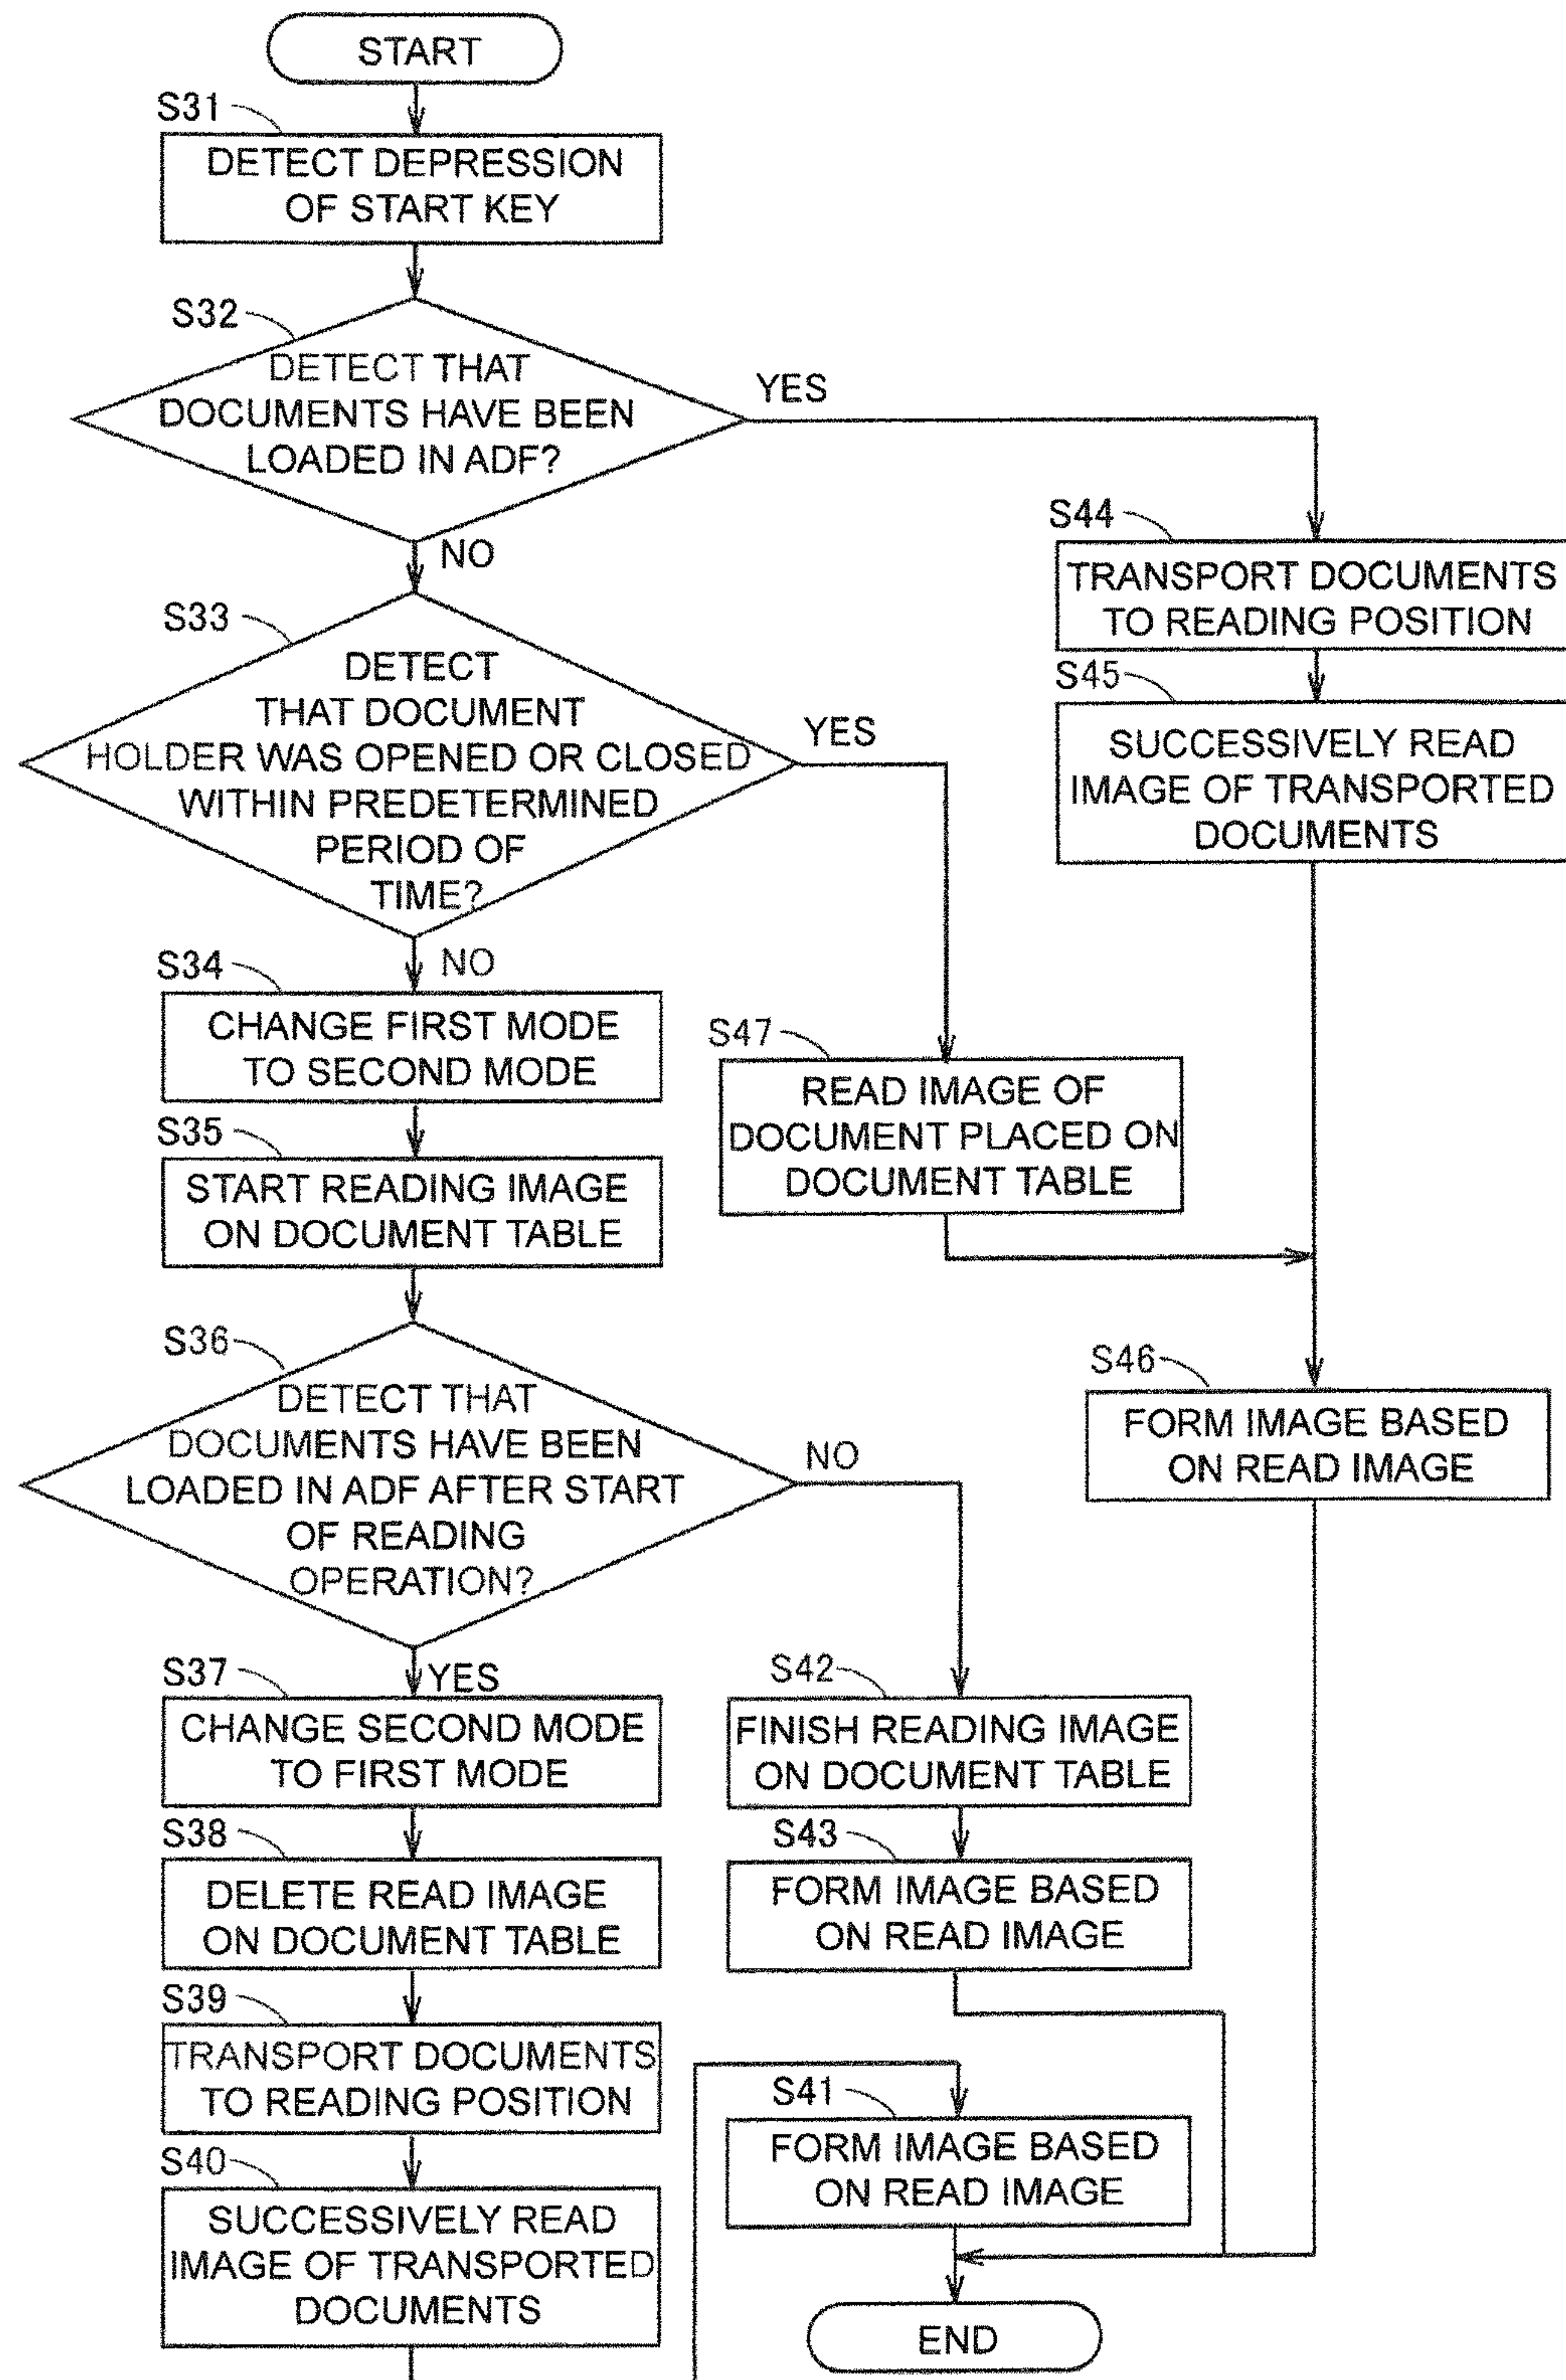 START
S31
DETECT DEPRESSION
OF START KEY
S32
DETECT THAT
DOCUMENTS HAVE BEEN
LOADED IN ADF?
YES
NO
S33
DETECT
THAT DOCUMENT
HOLDER WAS OPENED OR CLOSED
WITHIN PREDETERMINED
PERIOD OF
TIME?
YES
NO
S44
TRANSPORT DOCUMENTS
TO READING POSITION
S45
SUCCESSIVELY READ
IMAGE OF TRANSPORTED
DOCUMENTS
S34
CHANGE FIRST MODE
TO SECOND MODE
S47
READ IMAGE OF
DOCUMENT PLACED ON
DOCUMENT TABLE
S35
START READING IMAGE
ON DOCUMENT TABLE
S36
DETECT THAT
DOCUMENTS HAVE BEEN
LOADED IN ADF AFTER START
OF READING
OPERATION?
NO
YES
S46
FORM IMAGE BASED
ON READ IMAGE
S37
CHANGE SECOND MODE
TO FIRST MODE
S42
FINISH READING IMAGE
ON DOCUMENT TABLE
S38
DELETE READ IMAGE
ON DOCUMENT TABLE
S43
FORM IMAGE BASED
ON READ IMAGE
S39
TRANSPORT DOCUMENTS
TO READING POSITION
S41
FORM IMAGE BASED
ON READ IMAGE
S40
SUCCESSIVELY READ
IMAGE OF TRANSPORTED
DOCUMENTS
END